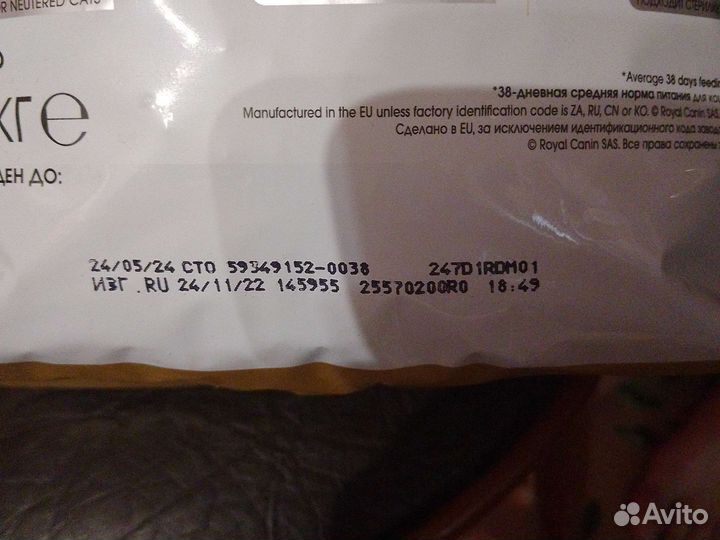 FOR NEUTERED CATS
ПОДХОДИТ
кг e
ДЕН ДО:
*Average 38 days feeding
*38-дневная средняя норма питания для
Manufactured in the EU unless factory identification code is ZA, RU, CN or KO. © Royal Canin SAS.
Сделано в EU, за исключением идентификационного кода
© Royal Canin SAS. Все права сохранены
24/05/24 СТО 59349152-0038 247D1RDM01
ИЗГ .RU 24/11/22 145955 25570200R0 18:49
Avito